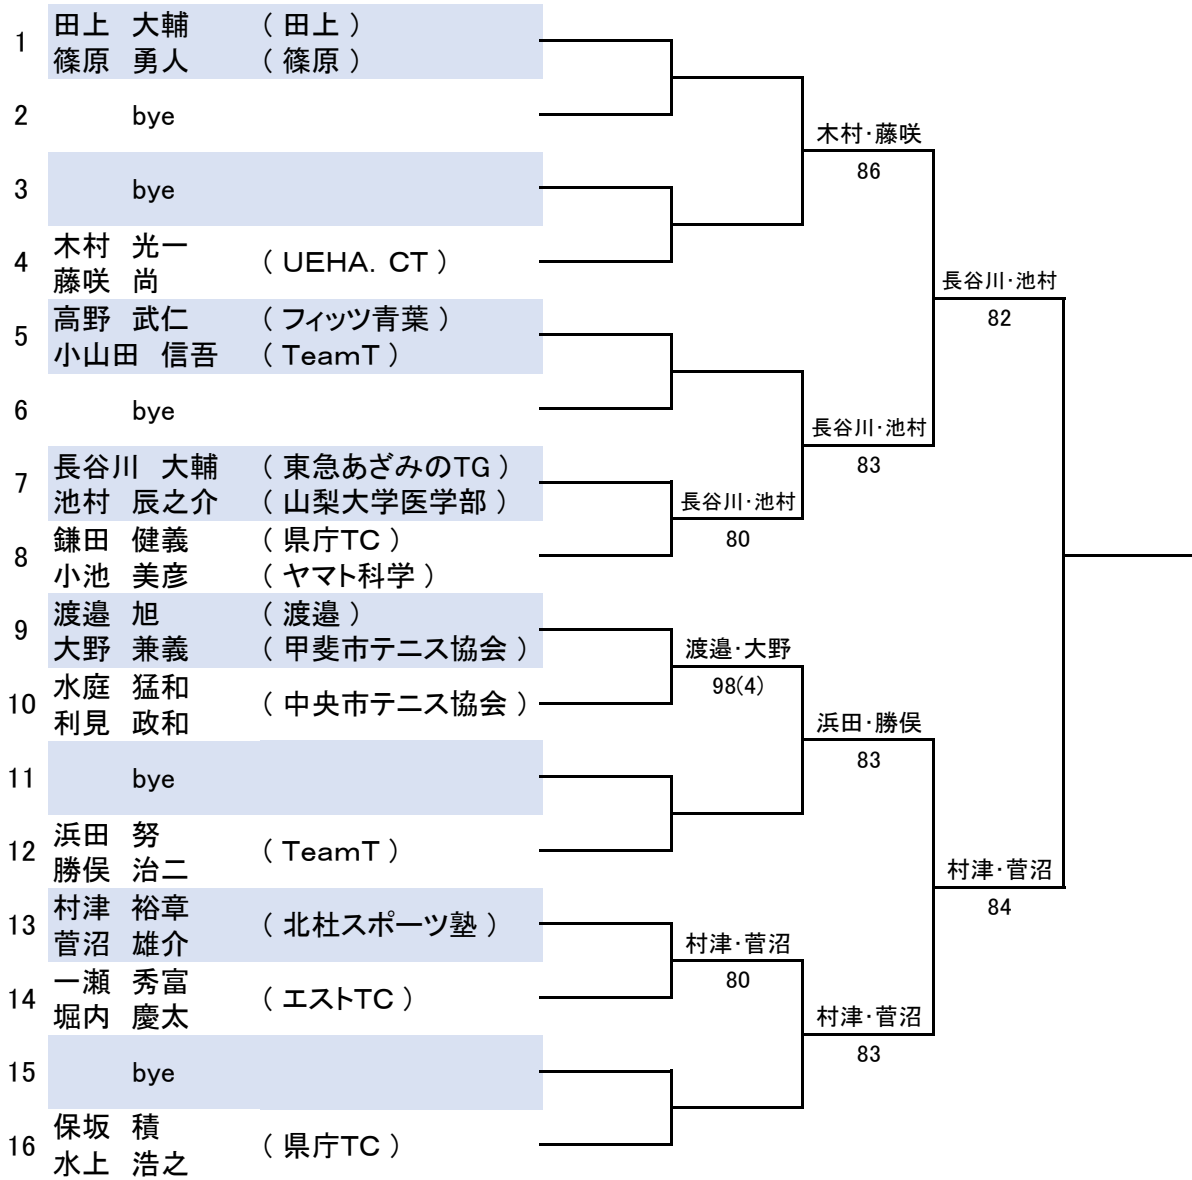 1 田上 大輔 ( 田上 )
篠原 勇人 ( 篠原 )
2 bye
木村・藤咲
86
3 bye
4 木村 光一 ( UEHA. CT )
藤咲 尚
長谷川・池村
82
5 高野 武仁 ( フィッツ青葉 )
小山田 信吾 ( TeamT )
6 bye
長谷川・池村
83
7 長谷川 大輔 ( 東急あざみのTG )
池村 辰之介 ( 山梨大学医学部 )
長谷川・池村
80
8 鎌田 健義 ( 県庁TC )
小池 美彦 ( ヤマト科学 )
9 渡邉 旭 ( 渡邉 )
大野 兼義 ( 甲斐市テニス協会 )
渡邉・大野
98(4)
10 水庭 猛和 ( 中央市テニス協会 )
利見 政和
浜田・勝俣
83
11 bye
12 浜田 努 ( TeamT )
勝俣 治二
村津・菅沼
84
13 村津 裕章 ( 北杜スポーツ塾 )
菅沼 雄介
村津・菅沼
80
14 一瀬 秀富 ( エストTC )
堀内 慶太
村津・菅沼
83
15 bye
16 保坂 積 ( 県庁TC )
水上 浩之